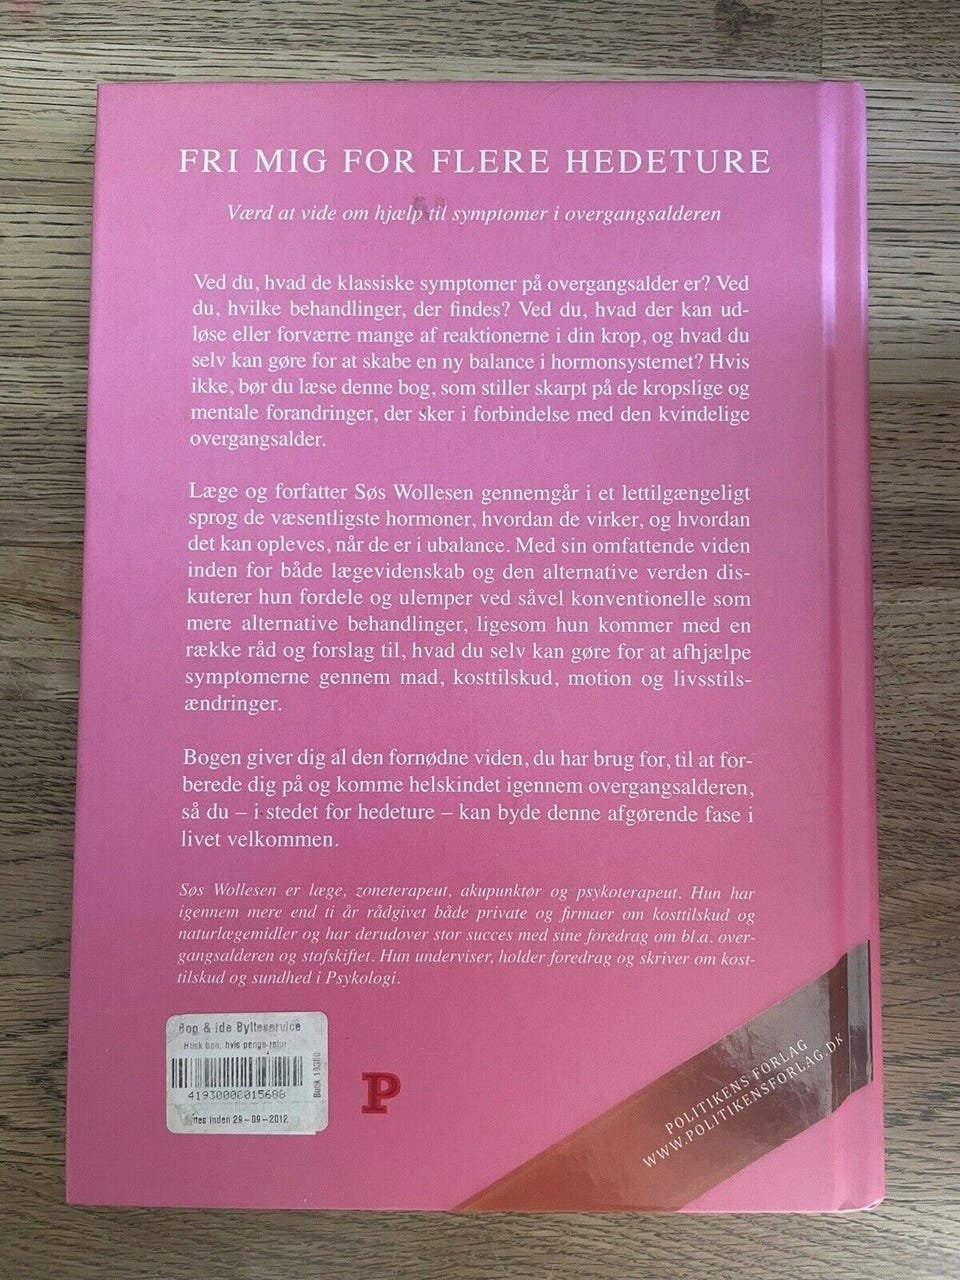 FRI MIG FOR FLERE HEDETURE
Værd at vide om hjælp til symptomer i overgangsalderen
Ved du, hvad de klassiske symptomer på overgangsalder er? Ved
du, hvilke behandlinger, der findes? Ved du, hvad der kan ud-
løse eller forværre mange af reaktionerne i din krop, og hvad du
selv kan gøre for at skabe en ny balance i hormonsystemet? Hvis
ikke, bør du læse denne bog, som stiller skarpt på de kropslige og
mentale forandringer, der sker i forbindelse med den kvindelige
overgangsalder.
Læge og forfatter Søs Wollesen gennemgår i et lettilgængeligt
sprog de væsentligste hormoner, hvordan de virker, og hvordan
det kan opleves, når de er i ubalance. Med sin omfattende viden
inden for både lægevidenskab og den alternative verden dis-
kuterer hun fordele og ulemper ved såvel konventionelle som
mere alternative behandlinger, ligesom hun kommer med en
række råd og forslag til, hvad du selv kan gøre for at afhjælpe
symptomerne gennem mad, kosttilskud, motion og livsstils-
ændringer.
Bogen giver dig al den fornødne viden, du har brug for, til at for-
berede dig på og komme helskindet igennem overgangsalderen,
så du – i stedet for hedeture – kan byde denne afgørende fase i
livet velkommen.
Søs Wollesen er læge, zoneterapeut, akupunktør og psykoterapeut. Hun har
igennem mere end ti år rådgivet både private og firmaer om kosttilskud og
naturlægemidler og har derudover stor succes med sine foredrag om bl.a. over-
gangsalderen og stofskiftet. Hun underviser, holder foredrag og skriver om kost-
tilskud og sundhed i Psykologi.
Bog & ide Bytteservice
Husk bon, hvis penge retur
41930000015688
inden 29-09-2012
Butik
P
POLITIKENS FORLAG
WWW.POLITIKENSFORLAG.DK